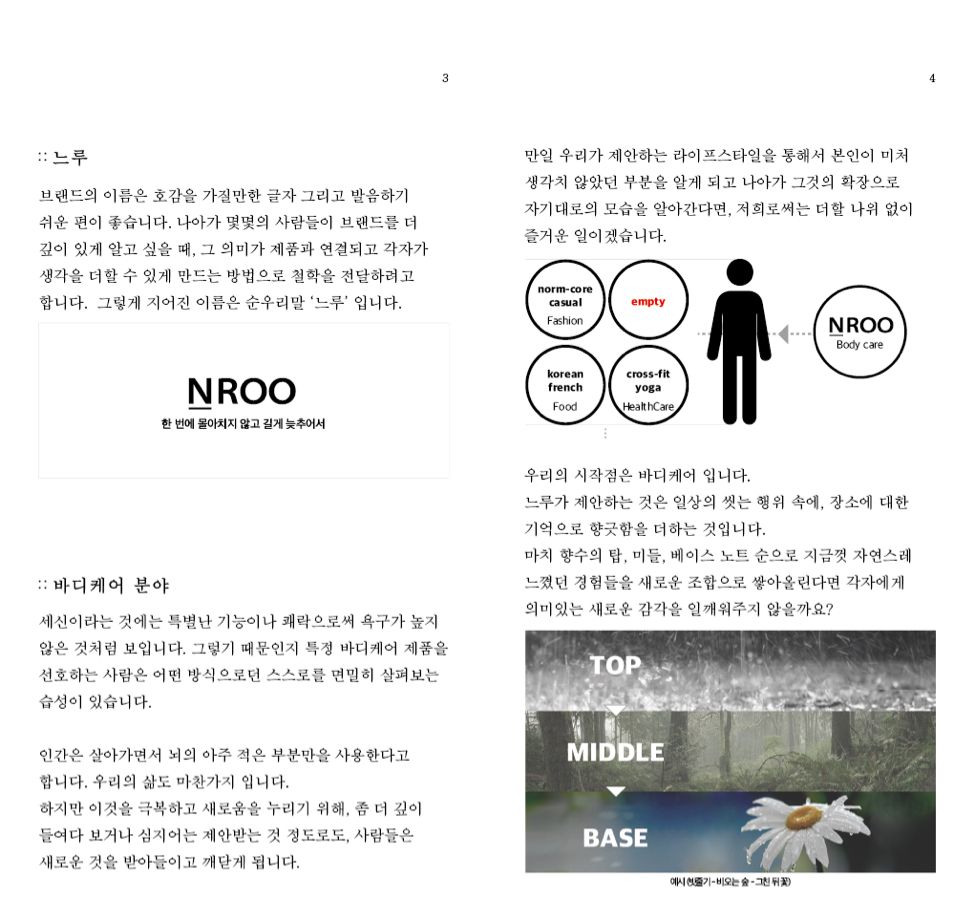 3
:: 느루
브랜드의 이름은 호감을 가질만한 글자 그리고 발음하기
쉬운 편이 좋습니다. 나아가 몇몇의 사람들이 브랜드를 더
깊이 있게 알고 싶을 때, 그 의미가 제품과 연결되고 각자가
생각을 더할 수 있게 만드는 방법으로 철학을 전달하려고
합니다. 그렇게 지어진 이름은 순우리말 ‘느루’ 입니다.
NROO
한 번에 몰아치지 않고 길게 늦추어서
:: 바디케어 분야
세신이라는 것에는 특별난 기능이나 쾌락으로써 욕구가 높지
않은 것처럼 보입니다. 그렇기 때문인지 특정 바디케어 제품을
선호하는 사람은 어떤 방식으로던 스스로를 면밀히 살펴보는
습성이 있습니다.
인간은 살아가면서 뇌의 아주 적은 부분만을 사용한다고
합니다. 우리의 삶도 마찬가지 입니다.
하지만 이것을 극복하고 새로움을 누리기 위해, 좀 더 깊이
들여다 보거나 심지어는 제안받는 것 정도로도, 사람들은
새로운 것을 받아들이고 깨닫게 됩니다.
4
만일 우리가 제안하는 라이프스타일을 통해서 본인이 미처
생각치 않았던 부분을 알게 되고 나아가 그것의 확장으로
자기대로의 모습을 알아간다면, 저희로써는 더할 나위 없이
즐거운 일이겠습니다.
norm-core
casual
Fashion
empty
korean
french
Food
cross-fit
yoga
HealthCare
NROO
Body care
우리의 시작점은 바디케어 입니다.
느루가 제안하는 것은 일상의 씻는 행위 속에, 장소에 대한
기억으로 향긋함을 더하는 것입니다.
마치 향수의 탑, 미들, 베이스 노트 순으로 지금껏 자연스레
느꼈던 경험들을 새로운 조합으로 쌓아올린다면 각자에게
의미있는 새로운 감각을 일깨워주지 않을까요?
TOP
MIDDLE
BASE
예시 (빗줄기 - 비오는 숲 - 그친 뒤 꽃)